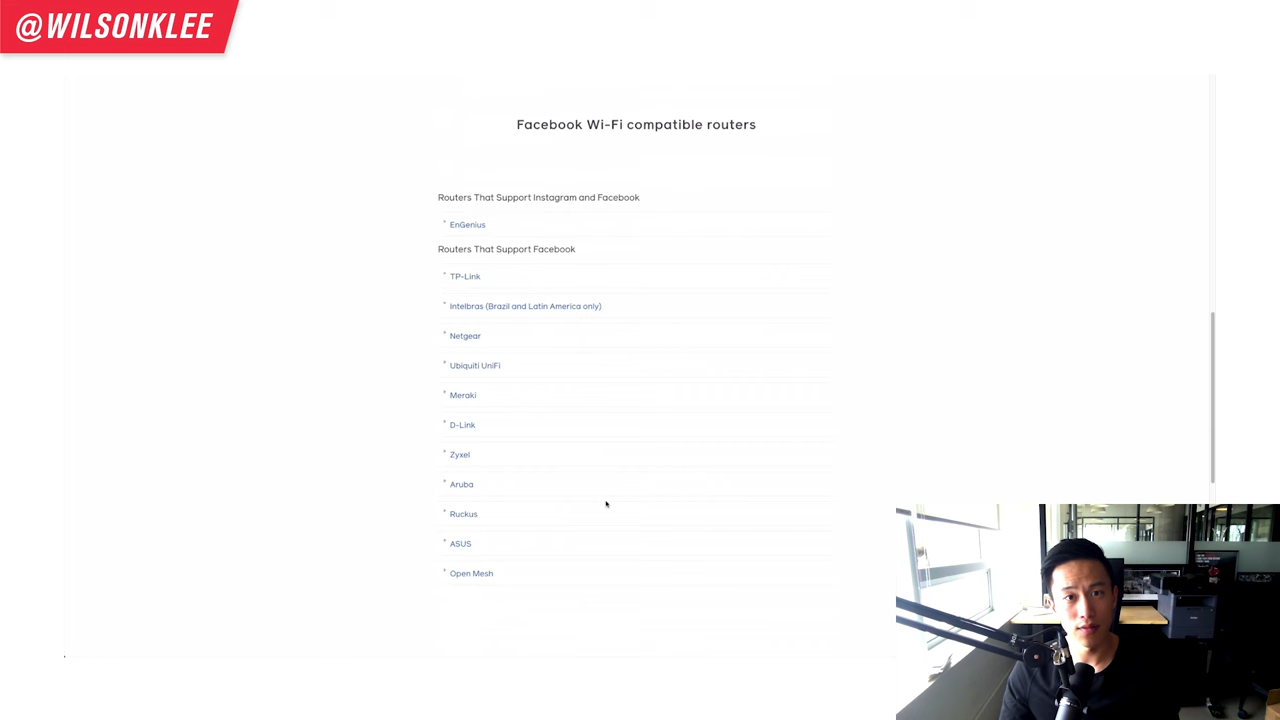 @WILSONKLEE
Facebook Wi-Fi compatible routers
Routers That Support Instagram and Facebook
EnGenius
Routers That Support Facebook
TP-Link
Intelbras (Brazil and Latin America only)
Netgear
Ubiquiti UniFi
Meraki
D-Link
Zyxel
Aruba
Ruckus
ASUS
Open Mesh